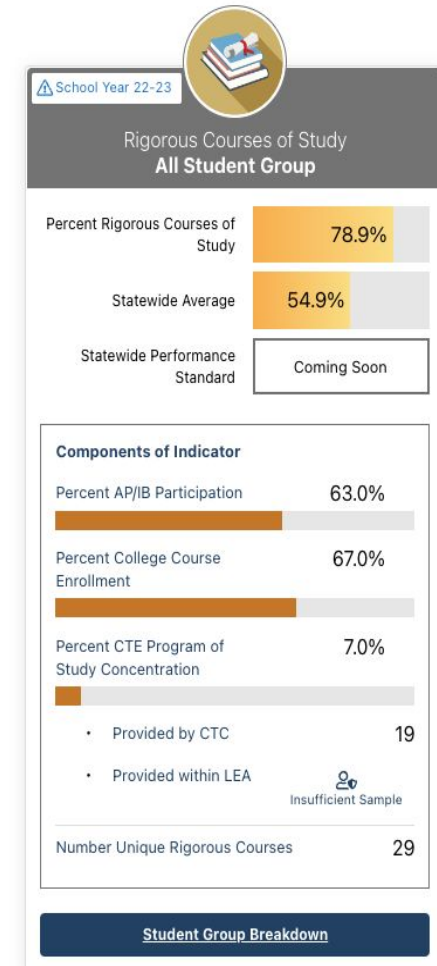 School Year 22-23
Rigorous Courses of Study
All Student Group
Percent Rigorous Courses of
Study
78.9%
Statewide Average
54.9%
Statewide Performance
Standard
Coming Soon
Components of Indicator
Percent AP/IB Participation
63.0%
Percent College Course
Enrollment
67.0%
Percent CTE Program of
Study Concentration
7.0%
• Provided by CTC
19
• Provided within LEA
Insufficient Sample
Number Unique Rigorous Courses
29
Student Group Breakdown